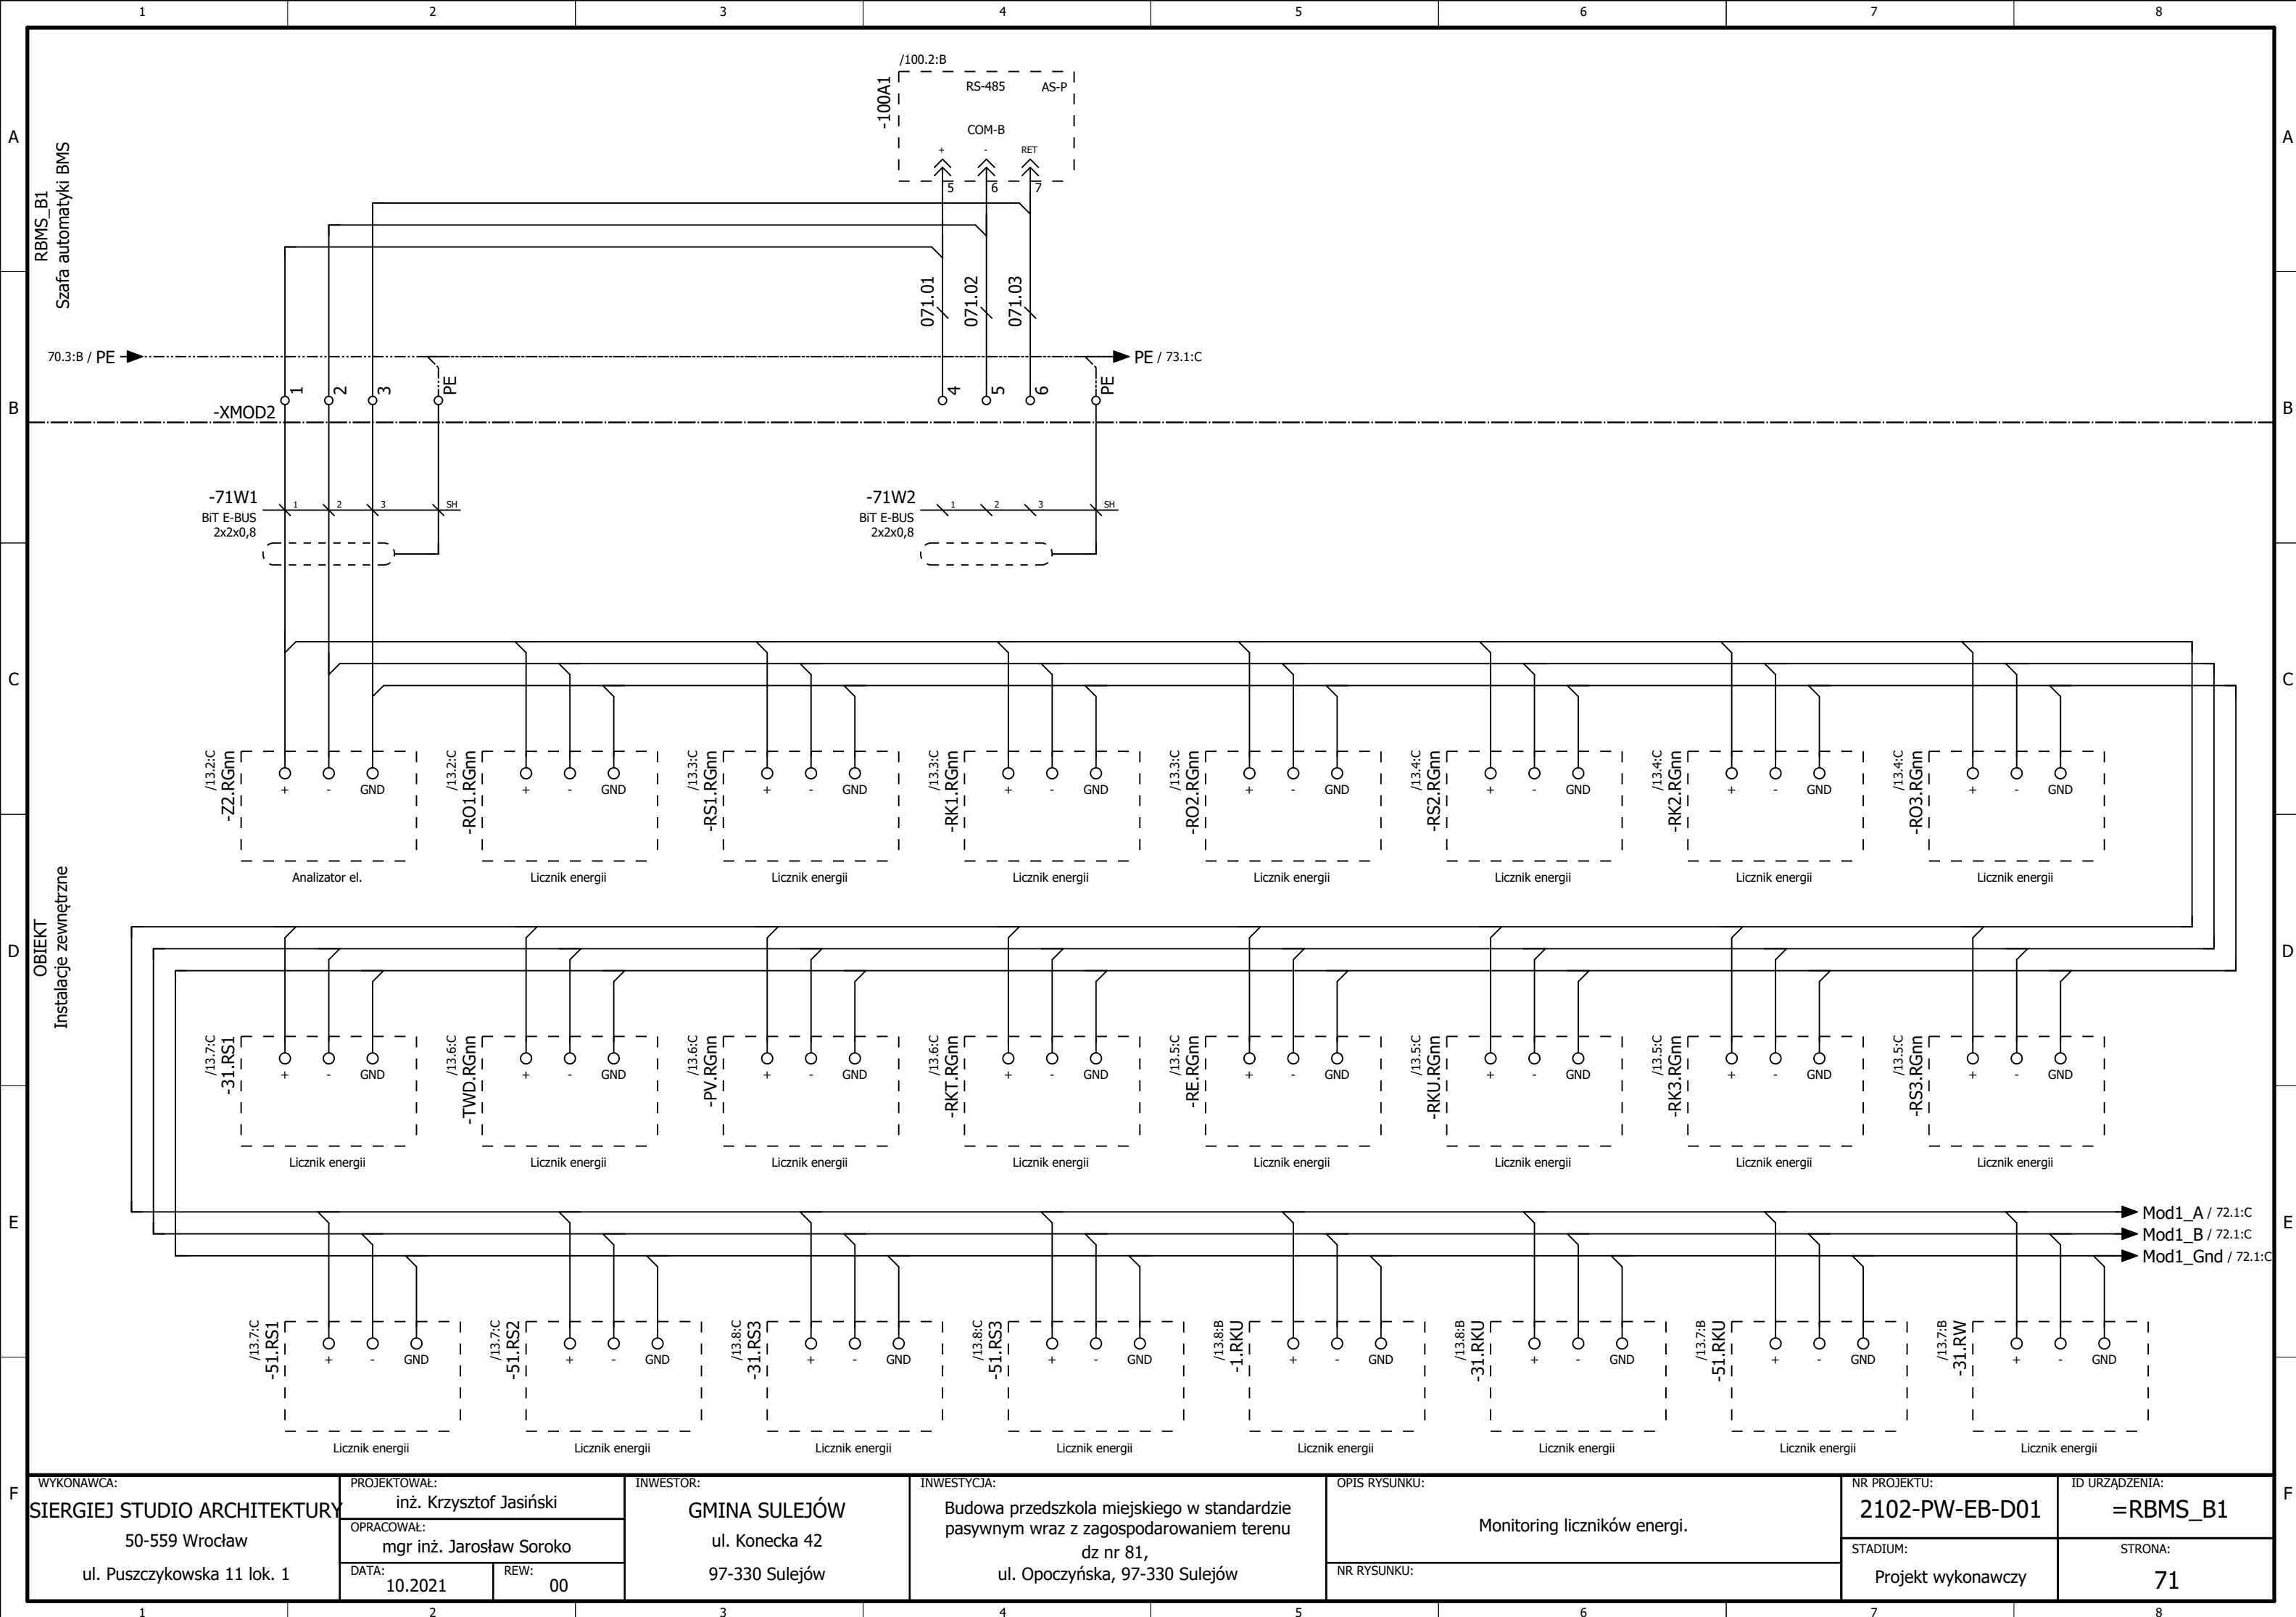 1 2 3 4 5 6 7 8
/100.2:B
-100A1
RS-485 AS-P
COM-B
+ - RET
5 6 7
A A
RBMS_B1
Szafa automatyki BMS
071.01 071.02 071.03
70.3:B / PE
PE / 73.1:C
1 2 3 PE 4 5 6 PE
B B
-XMOD2
-71W1 1 2 3 SH
BiT E-BUS
2x2x0,8
-71W2 1 2 3 SH
BiT E-BUS
2x2x0,8
C C
/13.2:C
-Z2.RGnn
+ - GND
Analizator el.
/13.2:C
-RO1.RGnn
+ - GND
Licznik energii
/13.3:C
-RS1.RGnn
+ - GND
Licznik energii
/13.3:C
-RK1.RGnn
+ - GND
Licznik energii
/13.3:C
-RO2.RGnn
+ - GND
Licznik energii
/13.4:C
-RS2.RGnn
+ - GND
Licznik energii
/13.4:C
-RK2.RGnn
+ - GND
Licznik energii
/13.4:C
-RO3.RGnn
+ - GND
Licznik energii
D D
OBIEKT
Instalacje zewnętrzne
/13.7:C
-31.RS1
+ - GND
Licznik energii
/13.6:C
-TWD.RGnn
+ - GND
Licznik energii
/13.6:C
-PV.RGnn
+ - GND
Licznik energii
/13.6:C
-RKT.RGnn
+ - GND
Licznik energii
/13.5:C
-RE.RGnn
+ - GND
Licznik energii
/13.5:C
-RKU.RGnn
+ - GND
Licznik energii
/13.5:C
-RK3.RGnn
+ - GND
Licznik energii
/13.5:C
-RS3.RGnn
+ - GND
Licznik energii
E E
Mod1_A / 72.1:C
Mod1_B / 72.1:C
Mod1_Gnd / 72.1:C
/13.7:C
-51.RS1
+ - GND
Licznik energii
/13.7:C
-51.RS2
+ - GND
Licznik energii
/13.8:C
-31.RS3
+ - GND
Licznik energii
/13.8:C
-51.RS3
+ - GND
Licznik energii
/13.8:B
-1.RKU
+ - GND
Licznik energii
/13.8:B
-31.RKU
+ - GND
Licznik energii
/13.7:B
-51.RKU
+ - GND
Licznik energii
/13.7:B
-31.RW
+ - GND
Licznik energii
F F
WYKONAWCA:
SIERGIEJ STUDIO ARCHITEKTURY
50-559 Wrocław
ul. Puszczykowska 11 lok. 1
PROJEKTOWAŁ:
inż. Krzysztof Jasiński
OPRACOWAŁ:
mgr inż. Jarosław Soroko
DATA:
10.2021
REW:
00
INWESTOR:
GMINA SULEJÓW
ul. Konecka 42
97-330 Sulejów
INWESTYCJA:
Budowa przedszkola miejskiego w standardzie
pasywnym wraz z zagospodarowaniem terenu
dz nr 81,
ul. Opoczyńska, 97-330 Sulejów
OPIS RYSUNKU:
Monitoring liczników energi.
NR RYSUNKU:
NR PROJEKTU:
2102-PW-EB-D01
STADIUM:
Projekt wykonawczy
ID URZĄDZENIA:
=RBMS_B1
STRONA:
71
1 2 3 4 5 6 7 8